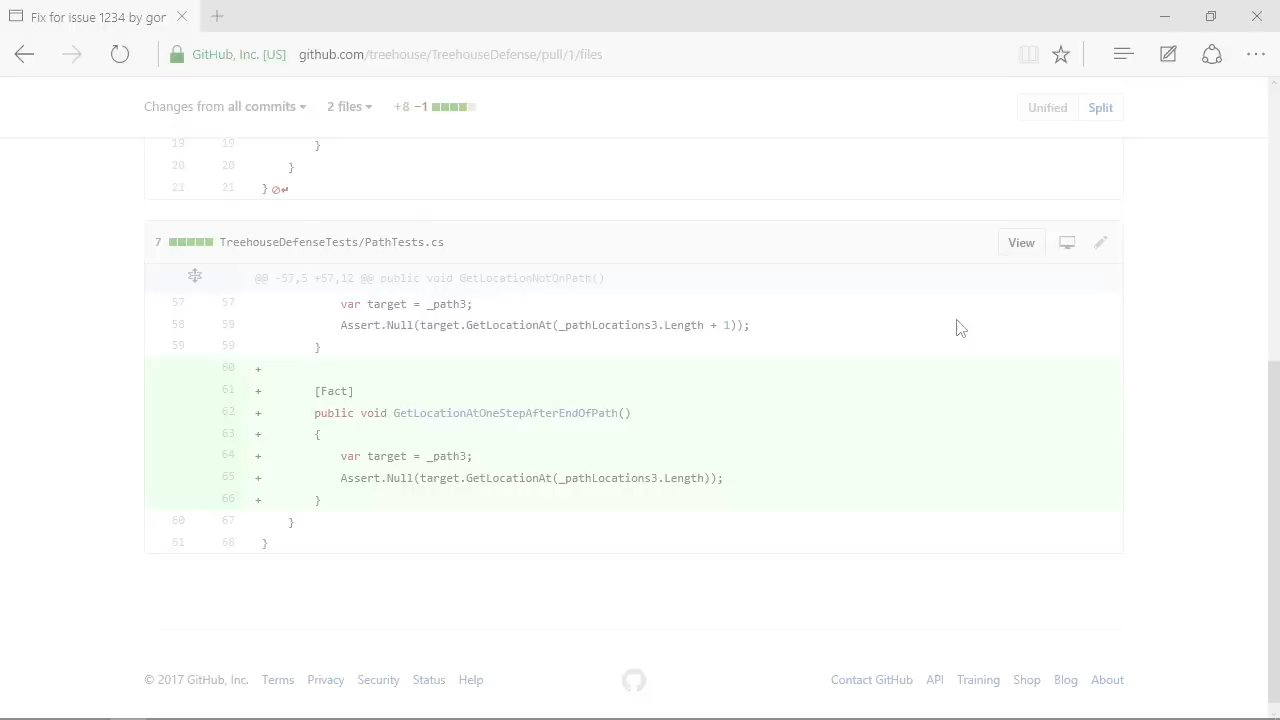 Fix for issue 1234 by gor
GitHub, Inc. [US] github.com/treehouse/TreehouseDefense/pull/1/files
Changes from all commits 2 files +8 −1 Unified Split
19 19 }
20 20 }
21 21 }
7 TreehouseDefenseTests/PathTests.cs View
@@ -57,5 +57,12 @@ public void GetLocationNotOnPath()
57 57 var target = _path3;
58 58 Assert.Null(target.GetLocationAt(_pathLocations3.Length + 1));
59 59 }
60 +
61 + [Fact]
62 + public void GetLocationAtOneStepAfterEndOfPath()
63 + {
64 + var target = _path3;
65 + Assert.Null(target.GetLocationAt(_pathLocations3.Length));
66 + }
60 67 }
61 68 }
© 2017 GitHub, Inc. Terms Privacy Security Status Help Contact GitHub API Training Shop Blog About